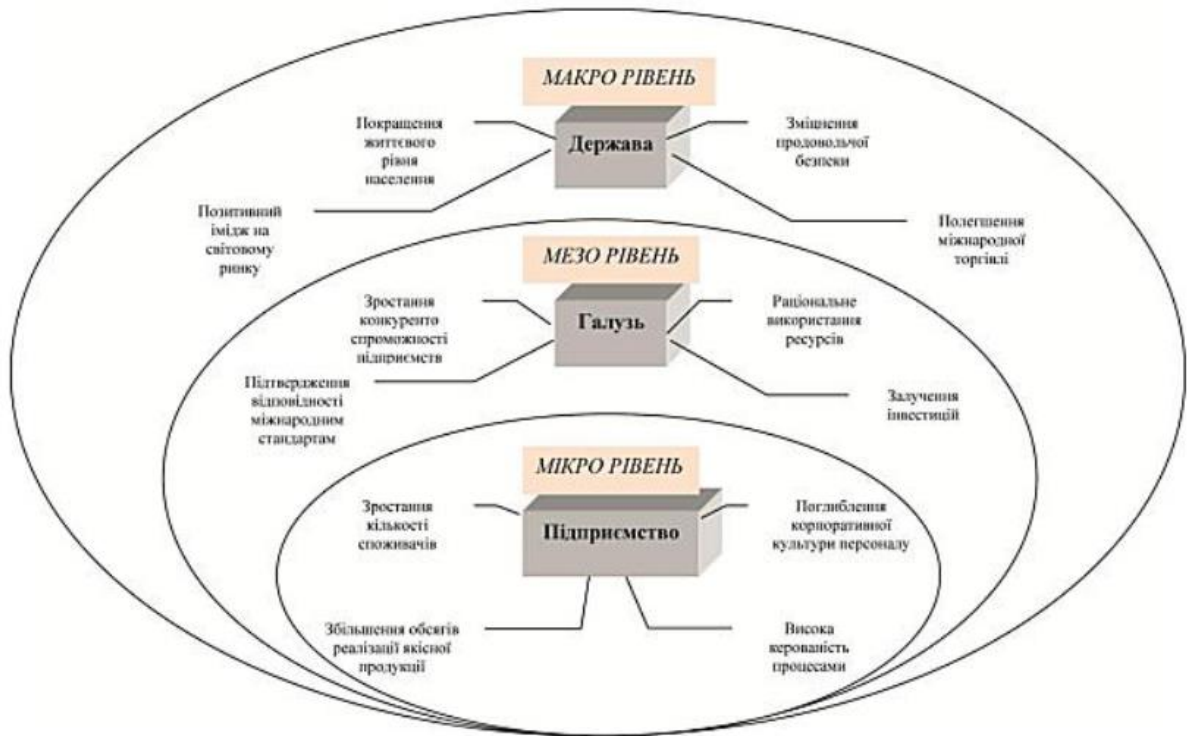 МАКРО РІВЕНЬ
Держава
Покращення
життєвого
рівня
населення
Зміцнення
продовольчої
безпеки
Позитивний
імідж на
світовому
ринку
Полегшення
міжнародної
торгівлі
МЕЗО РІВЕНЬ
Галузь
Зростання
конкуренто
спроможності
підприємств
Раціональне
використання
ресурсів
Підтвердження
відповідності
міжнародним
стандартам
Залучення
інвестицій
МІКРО РІВЕНЬ
Підприємство
Зростання
кількості
споживачів
Поглиблення
корпоративної
культури персоналу
Збільшення обсягів
реалізації якісної
продукції
Висока
керованість
процесами